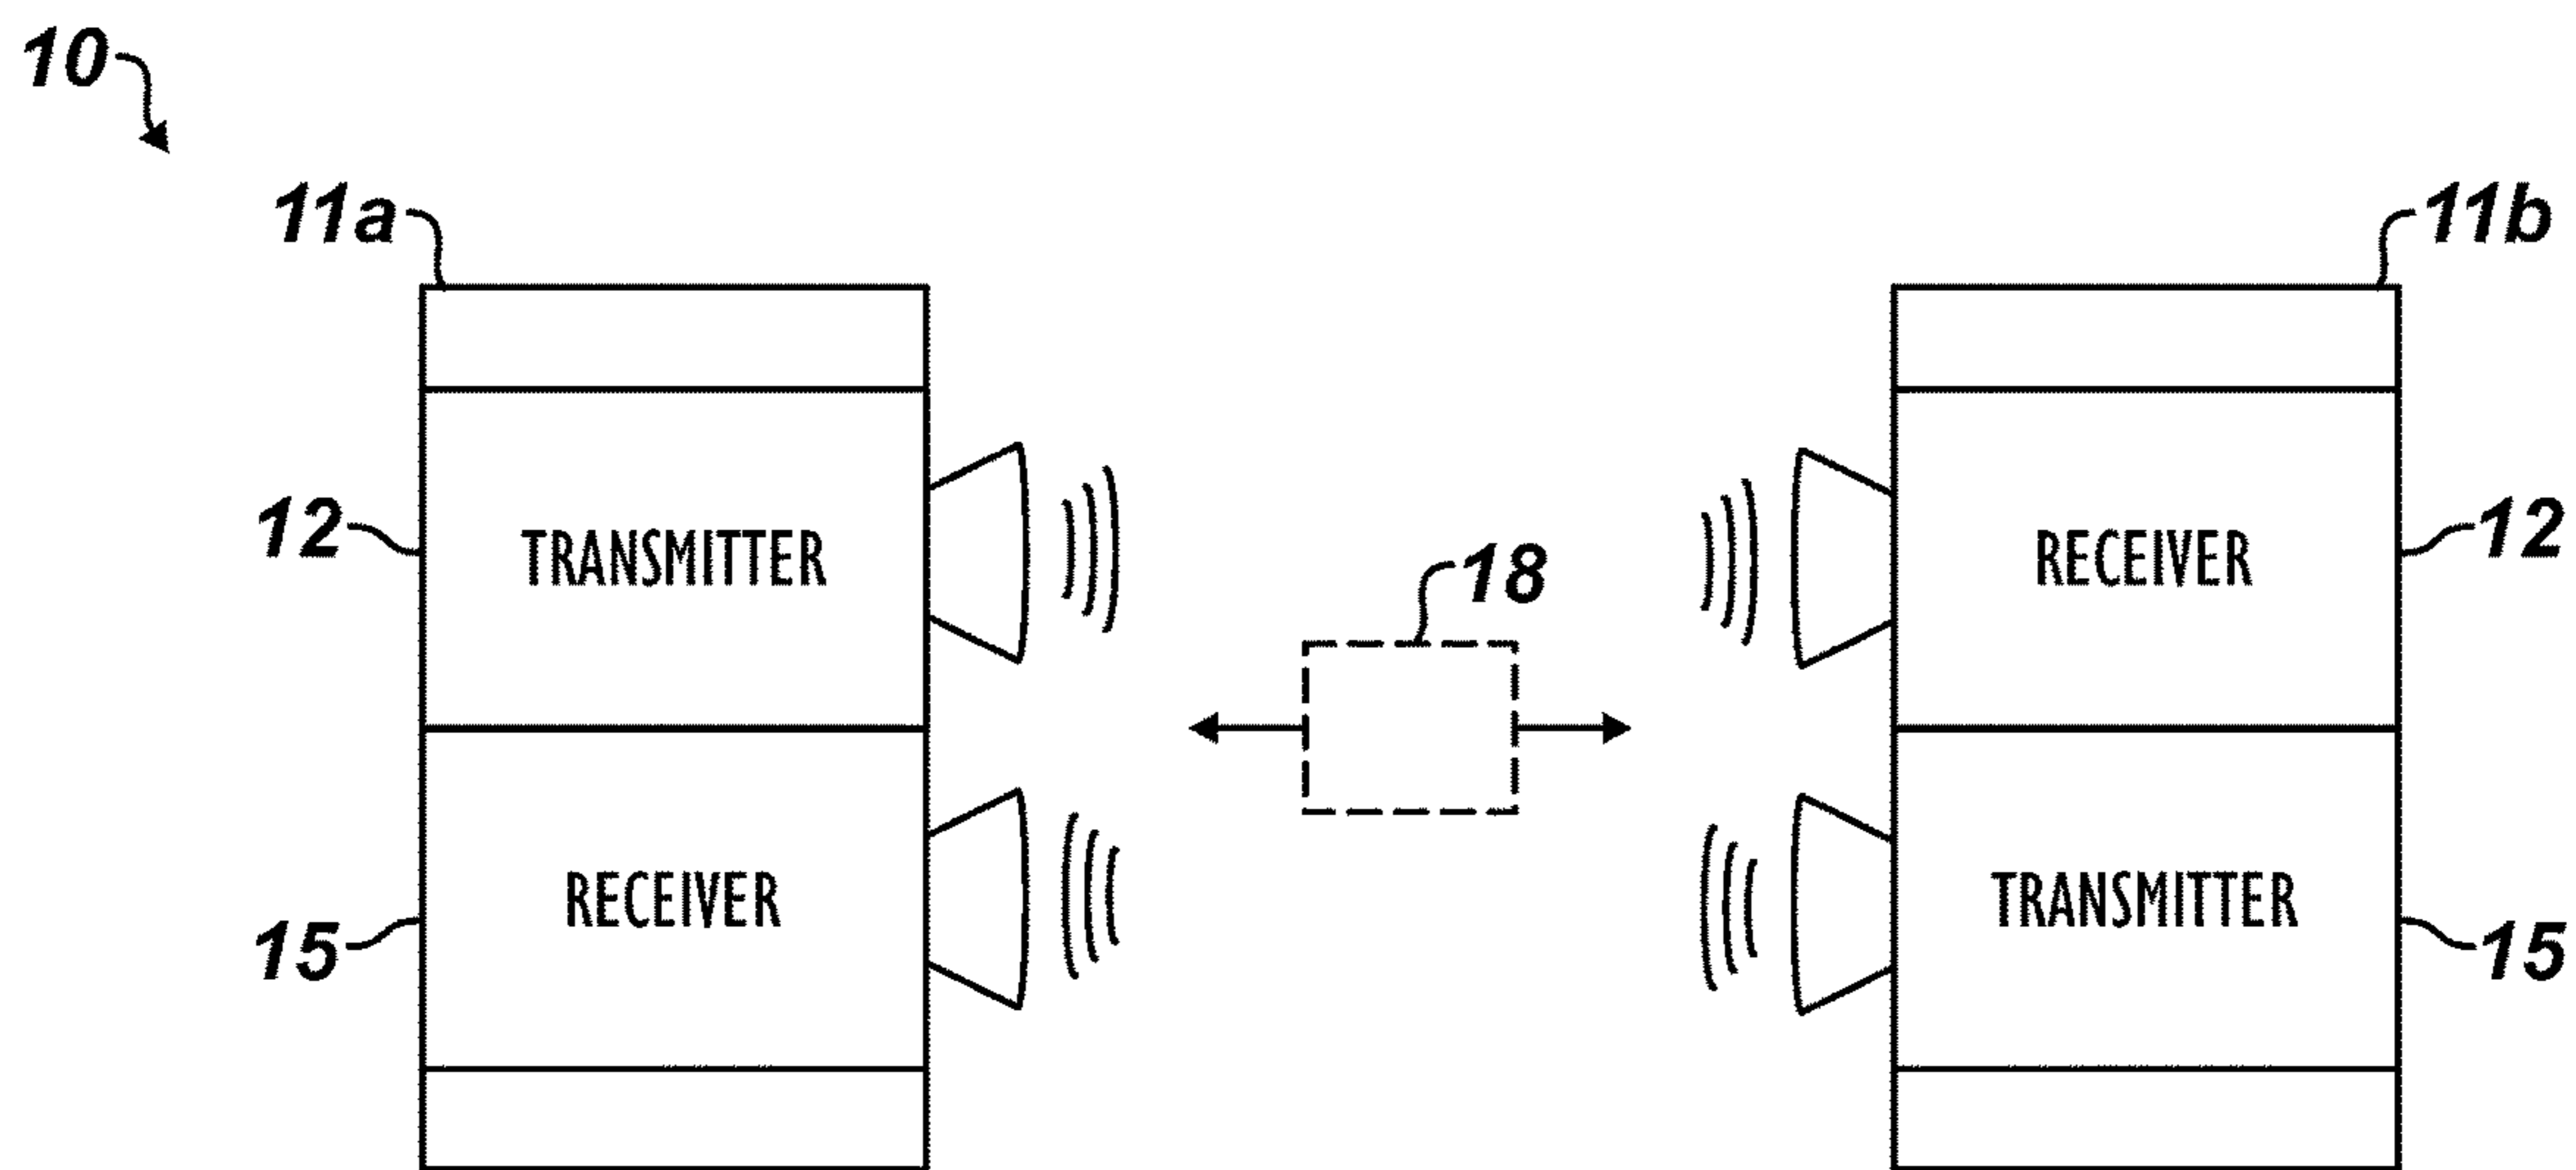 10
11a
11b
12
TRANSMITTER
18
RECEIVER
12
15
RECEIVER
TRANSMITTER
15